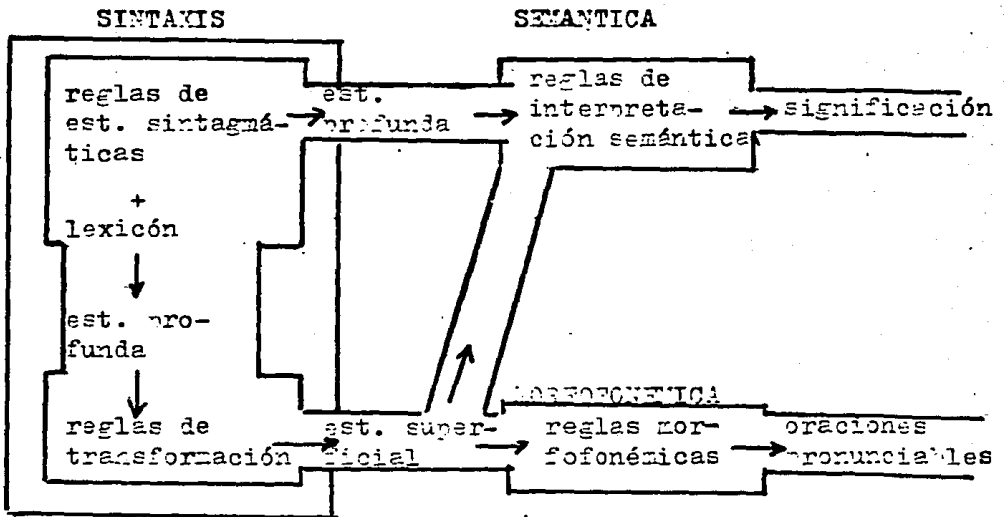 SINTAXIS
SEMANTICA
reglas de
est. sintagmá-
ticas
+
lexicón
est. pro-
funda
reglas de
transformación
est.
profunda
reglas de
interpreta-
ción semántica
significación
est. super-
ficial
MORFOFONETICA
reglas mor-
fofonémicas
oraciones
pronunciables